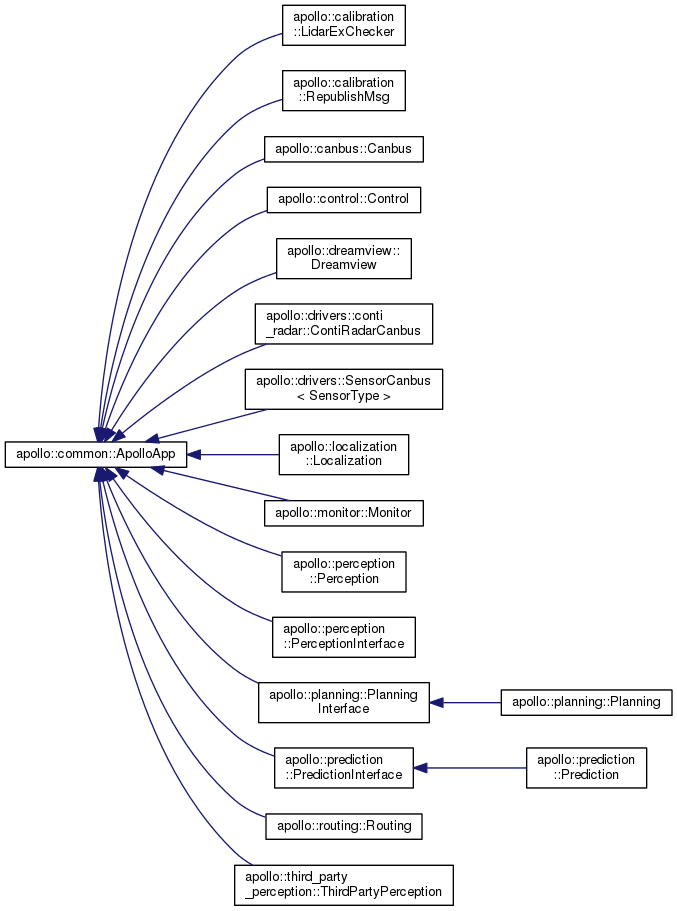 apollo::calibration
::LidarExChecker
apollo::calibration
::RepublishMsg
apollo::canbus::Canbus
apollo::control::Control
apollo::dreamview::
Dreamview
apollo::drivers::conti
_radar::ContiRadarCanbus
apollo::drivers::SensorCanbus
< SensorType >
apollo::common::ApolloApp
apollo::localization
::Localization
apollo::monitor::Monitor
apollo::perception
::Perception
apollo::perception
::PerceptionInterface
apollo::planning::Planning
Interface
apollo::planning::Planning
apollo::prediction
::PredictionInterface
apollo::prediction
::Prediction
apollo::routing::Routing
apollo::third_party
_perception::ThirdPartyPerception